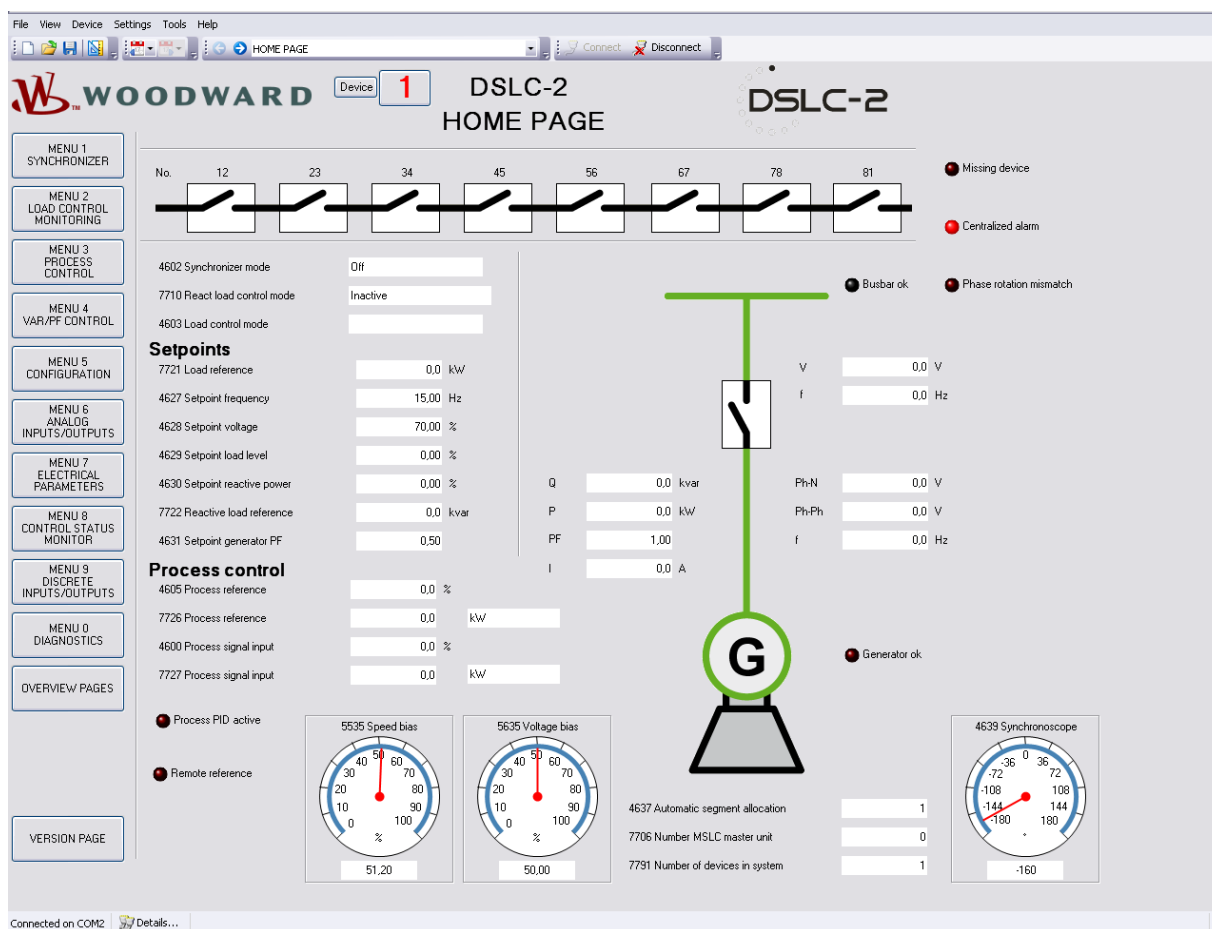 File View Device Settings Tools Help
HOME PAGE Connect Disconnect
WOODWARD TM Device 1 DSLC-2 DSLC-2
HOME PAGE
MENU 1
SYNCHRONIZER
MENU 2
LOAD CONTROL
MONITORING
MENU 3
PROCESS
CONTROL
MENU 4
VAR/PF CONTROL
MENU 5
CONFIGURATION
MENU 6
ANALOG
INPUTS/OUTPUTS
MENU 7
ELECTRICAL
PARAMETERS
MENU 8
CONTROL STATUS
MONITOR
MENU 9
DISCRETE
INPUTS/OUTPUTS
MENU 0
DIAGNOSTICS
OVERVIEW PAGES
VERSION PAGE
No. 12 23 34 45 56 67 78 81
Missing device
Centralized alarm
Busbar ok Phase rotation mismatch
4602 Synchronizer mode Off
7710 React load control mode Inactive
4603 Load control mode
Setpoints
7721 Load reference 0,0 kW
4627 Setpoint frequency 15,00 Hz
4628 Setpoint voltage 70,00 %
4629 Setpoint load level 0,00 %
4630 Setpoint reactive power 0,00 %
7722 Reactive load reference 0,0 kvar
4631 Setpoint generator PF 0,50
Process control
4605 Process reference 0,0 %
7726 Process reference 0,0 kW
4600 Process signal input 0,0 %
7727 Process signal input 0,0 kW
Process PID active
Remote reference
V 0,0 V
f 0,0 Hz
Q 0,0 kvar
P 0,0 kW
PF 1,00
I 0,0 A
Ph-N 0,0 V
Ph-Ph 0,0 V
f 0,0 Hz
G
Generator ok
5535 Speed bias
0 10 20 30 40 50 60 70 80 90 100
%
51,20
5635 Voltage bias
0 10 20 30 40 50 60 70 80 90 100
%
50,00
4637 Automatic segment allocation 1
7706 Number MSLC master unit 0
7791 Number of devices in system 1
4639 Synchronoscope
-180 -144 -108 -72 -36 0 36 72 108 144 180
°
-160
Connected on COM2 Details...